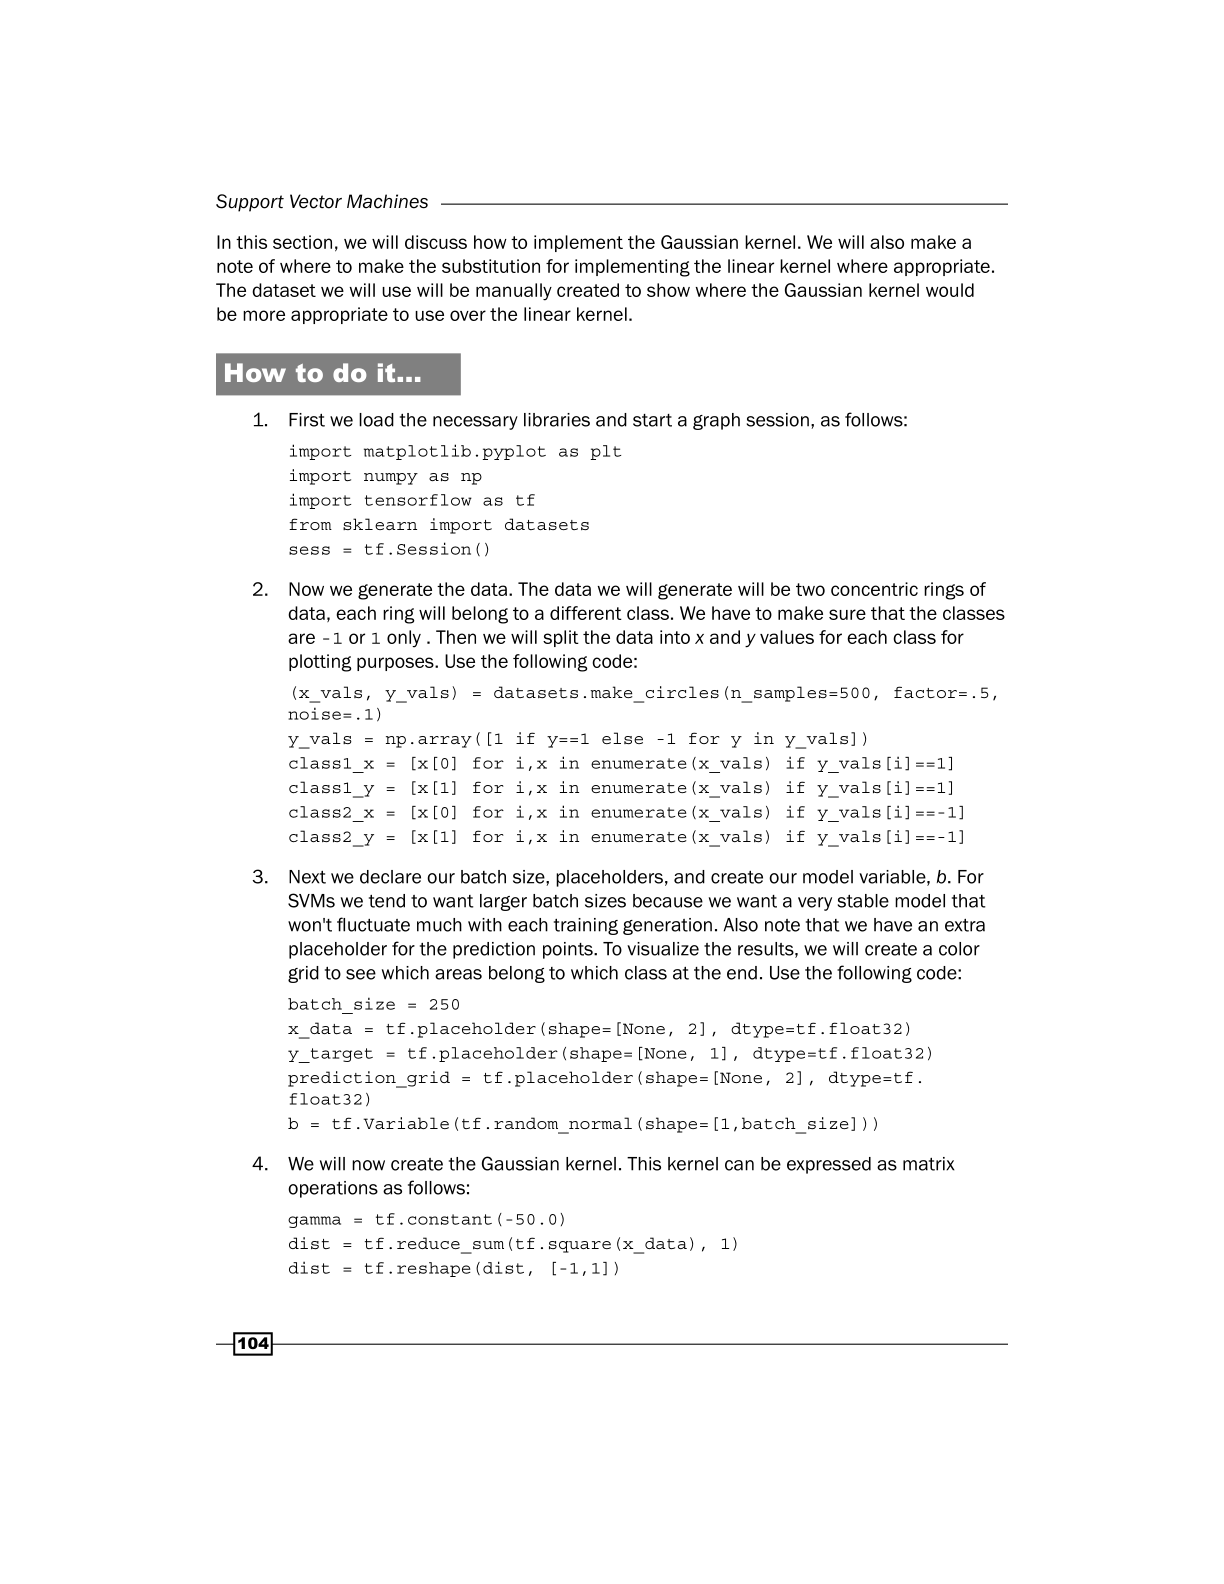 Support Vector Machines
In this section, we will discuss how to implement the Gaussian kernel. We will also make a
note of where to make the substitution for implementing the linear kernel where appropriate.
The dataset we will use will be manually created to show where the Gaussian kernel would
be more appropriate to use over the linear kernel.
How to do it…
1. First we load the necessary libraries and start a graph session, as follows:
import matplotlib.pyplot as plt
import numpy as np
import tensorflow as tf
from sklearn import datasets
sess = tf.Session()
2. Now we generate the data. The data we will generate will be two concentric rings of
data, each ring will belong to a different class. We have to make sure that the classes
are -1 or 1 only . Then we will split the data into x and y values for each class for
plotting purposes. Use the following code:
(x_vals, y_vals) = datasets.make_circles(n_samples=500, factor=.5,
noise=.1)
y_vals = np.array([1 if y==1 else -1 for y in y_vals])
class1_x = [x[0] for i,x in enumerate(x_vals) if y_vals[i]==1]
class1_y = [x[1] for i,x in enumerate(x_vals) if y_vals[i]==1]
class2_x = [x[0] for i,x in enumerate(x_vals) if y_vals[i]==-1]
class2_y = [x[1] for i,x in enumerate(x_vals) if y_vals[i]==-1]
3. Next we declare our batch size, placeholders, and create our model variable, b. For
SVMs we tend to want larger batch sizes because we want a very stable model that
won't fluctuate much with each training generation. Also note that we have an extra
placeholder for the prediction points. To visualize the results, we will create a color
grid to see which areas belong to which class at the end. Use the following code:
batch_size = 250
x_data = tf.placeholder(shape=[None, 2], dtype=tf.float32)
y_target = tf.placeholder(shape=[None, 1], dtype=tf.float32)
prediction_grid = tf.placeholder(shape=[None, 2], dtype=tf.
float32)
b = tf.Variable(tf.random_normal(shape=[1,batch_size]))
4. We will now create the Gaussian kernel. This kernel can be expressed as matrix
operations as follows:
gamma = tf.constant(-50.0)
dist = tf.reduce_sum(tf.square(x_data), 1)
dist = tf.reshape(dist, [-1,1])
104